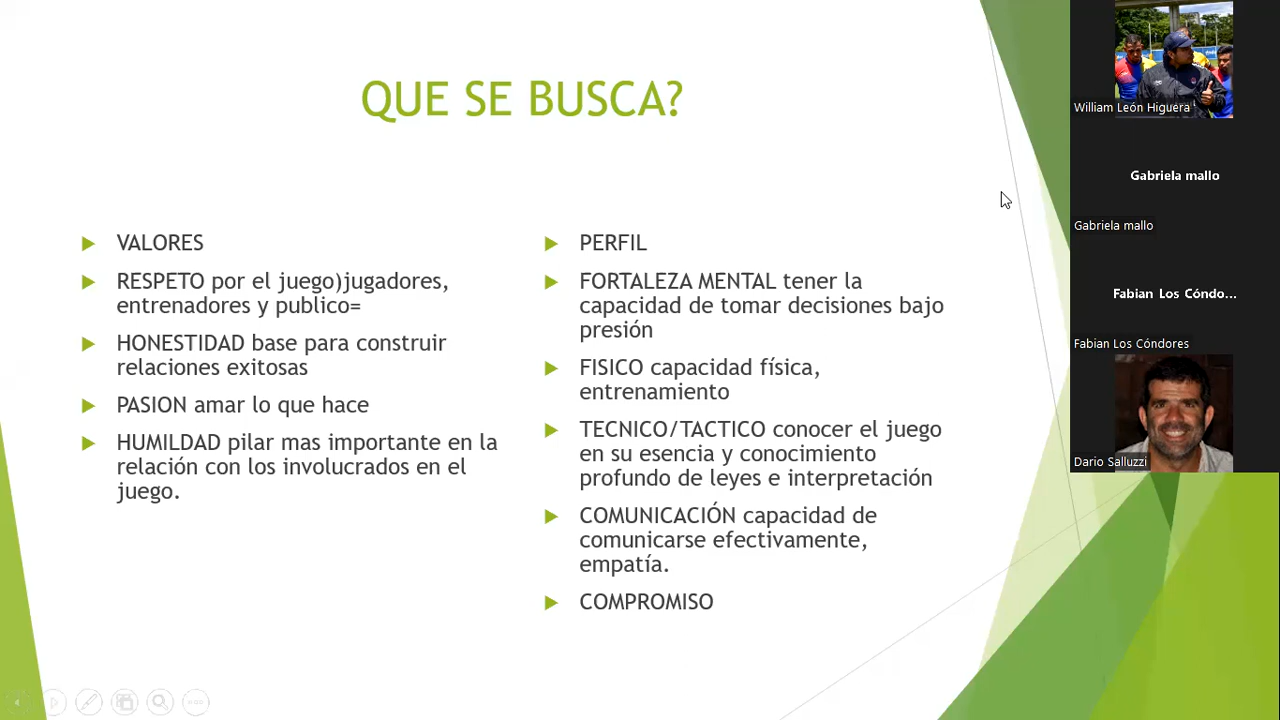 QUE SE BUSCA?
VALORES
RESPETO por el juego)jugadores,
entrenadores y publico=
HONESTIDAD base para construir
relaciones exitosas
PASION amar lo que hace
HUMILDAD pilar mas importante en la
relación con los involucrados en el
juego.
PERFIL
FORTALEZA MENTAL tener la
capacidad de tomar decisiones bajo
presión
FISICO capacidad física,
entrenamiento
TECNICO/TACTICO conocer el juego
en su esencia y conocimiento
profundo de leyes e interpretación
COMUNICACIÓN capacidad de
comunicarse efectivamente,
empatía.
COMPROMISO
William León Higuera
Gabriela mallo
Gabriela mallo
Fabian Los Cóndo...
Fabian Los Cóndores
Dario Salluzzi